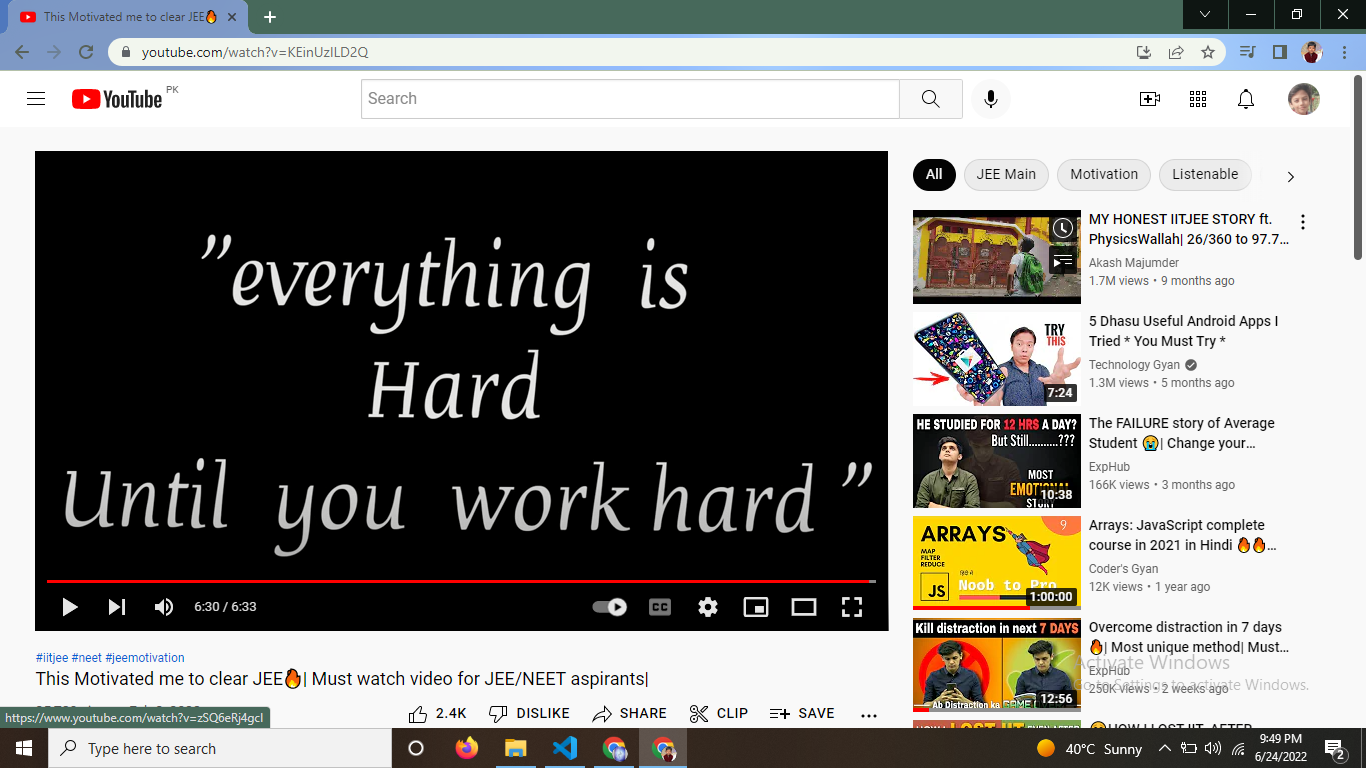 This Motivated me to clear JEE🔥
youtube.com/watch?v=KEinUzlLD2Q
YouTube PK
Search
"everything is
Hard
Until you work hard"
6:30 / 6:33
CC
#iitjee #neet #jeemotivation
This Motivated me to clear JEE🔥| Must watch video for JEE/NEET aspirants|
2.4K
DISLIKE
SHARE
CLIP
SAVE
https://www.youtube.com/watch?v=zSQ6eRj4gcI
All
JEE Main
Motivation
Listenable
MY HONEST IITJEE STORY ft.
PhysicsWallah| 26/360 to 97.7...
Akash Majumder
1.7M views • 9 months ago
TRY
THIS
7:24
5 Dhasu Useful Android Apps I
Tried * You Must Try *
Technology Gyan
1.3M views • 5 months ago
HE STUDIED FOR 12 HRS A DAY?
But Still..........???
MOST
EMOTIONAL
STORY
10:38
The FAILURE story of Average
Student 😭| Change your...
ExpHub
166K views • 3 months ago
ARRAYS
9
MAP
FILTER
REDUCE
JS
हिंदी में
Noob to Pro
1:00:00
Arrays: JavaScript complete
course in 2021 in Hindi 🔥🔥...
Coder's Gyan
12K views • 1 year ago
Kill distraction in next 7 DAYS
Ab Distraction ka GAME
12:56
Overcome distraction in 7 days
🔥| Most unique method| Must...
ExpHub
250K views • 2 weeks ago
Activate Windows
Go to Settings to activate Windows.
HOW I LOST IIT
Type here to search
40°C Sunny
9:49 PM
6/24/2022
2